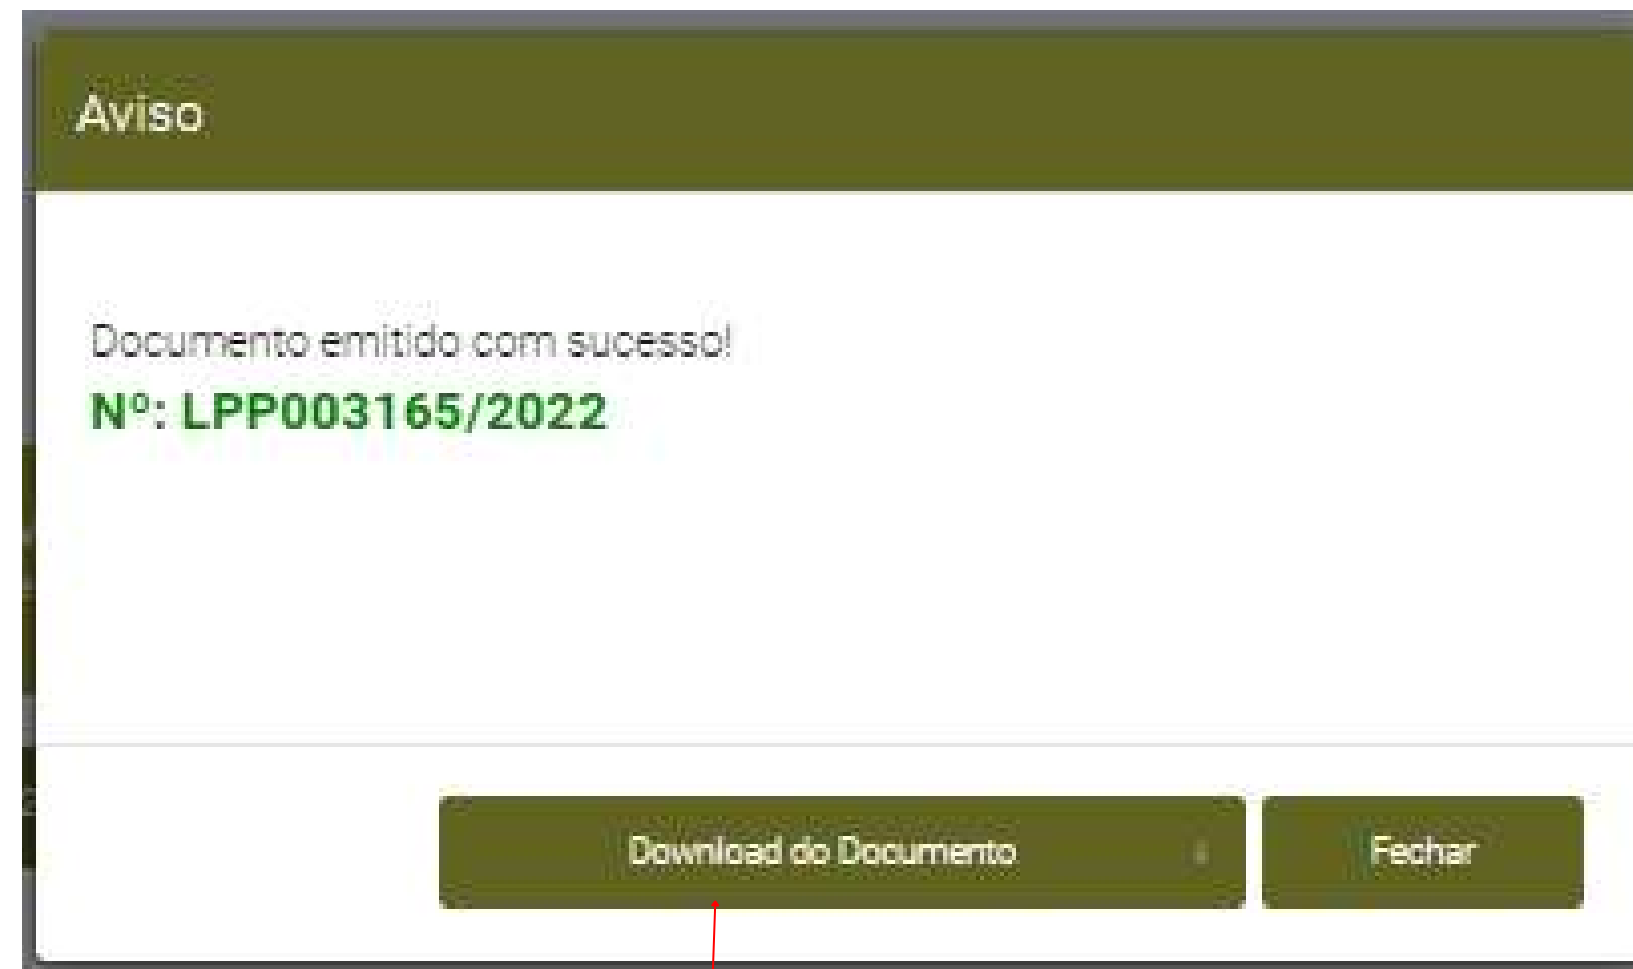 Aviso
Documento emitido com sucesso!
Nº: LPP003165/2022
Download do Documento
Fechar